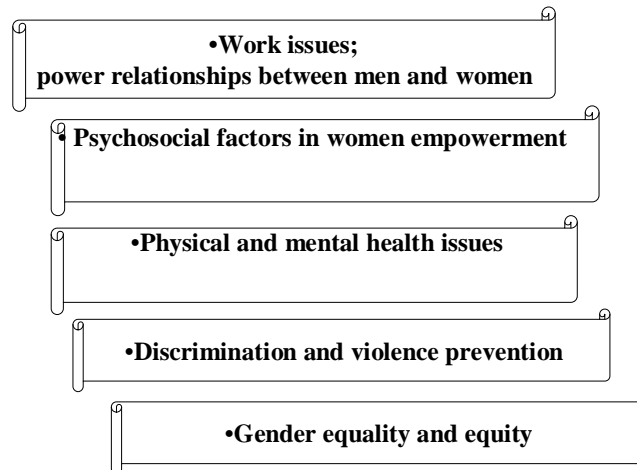 •Work issues;
power relationships between men and women
• Psychosocial factors in women empowerment
•Physical and mental health issues
•Discrimination and violence prevention
•Gender equality and equity